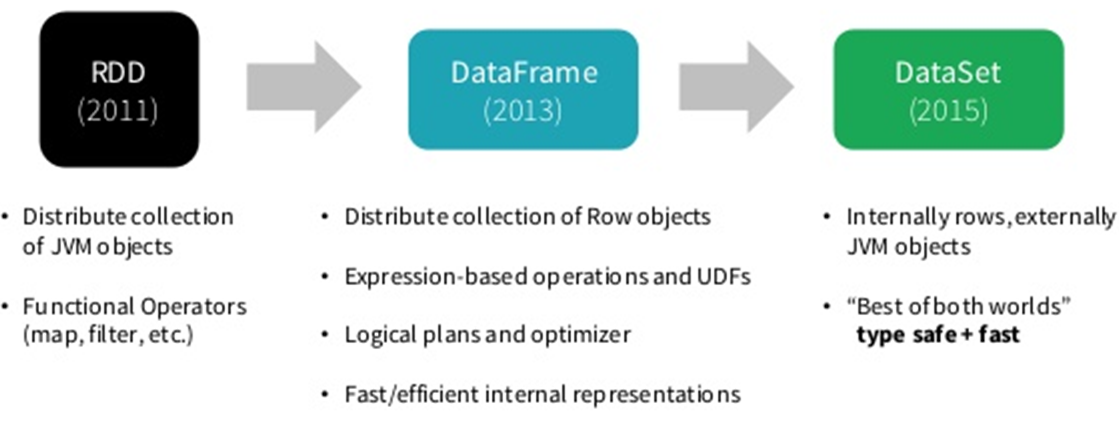 RDD
(2011)
DataFrame
(2013)
DataSet
(2015)
• Distribute collection
of JVM objects
• Functional Operators
(map, filter, etc.)
• Distribute collection of Row objects
• Expression-based operations and UDFs
• Logical plans and optimizer
• Fast/efficient internal representations
• Internally rows, externally
JVM objects
• “Best of both worlds”
type safe + fast